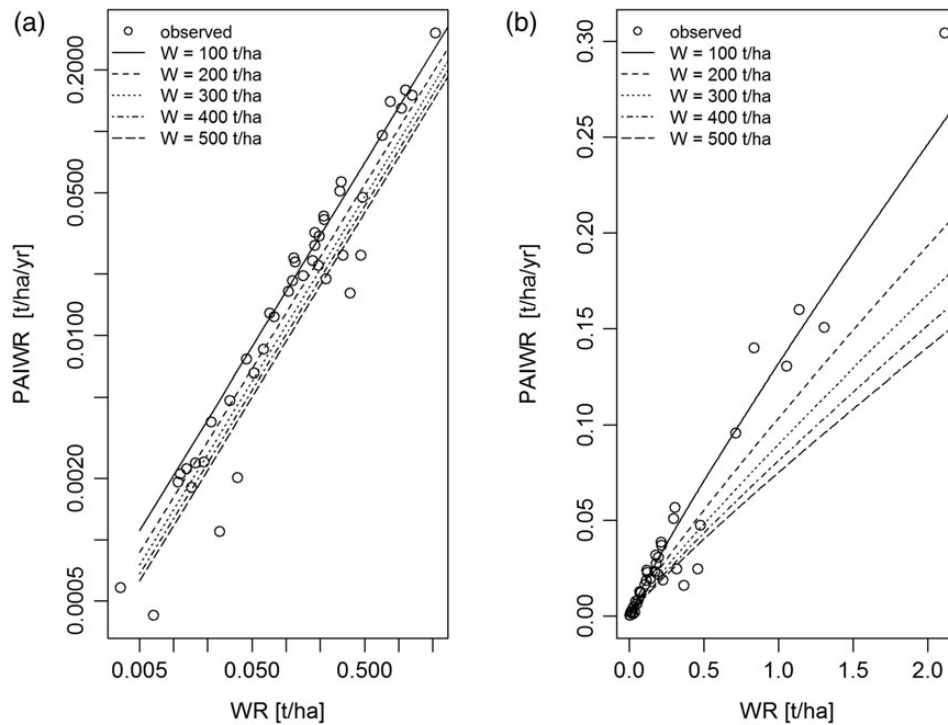 (a)
observed
W = 100 t/ha
W = 200 t/ha
W = 300 t/ha
W = 400 t/ha
W = 500 t/ha
0.2000
0.0500
0.0100
0.0020
0.0005
PAIWR [t/ha/yr]
0.005
0.050
0.500
WR [t/ha]
(b)
observed
W = 100 t/ha
W = 200 t/ha
W = 300 t/ha
W = 400 t/ha
W = 500 t/ha
0.30
0.25
0.20
0.15
0.10
0.05
0.00
PAIWR [t/ha/yr]
0.0
0.5
1.0
1.5
2.0
WR [t/ha]